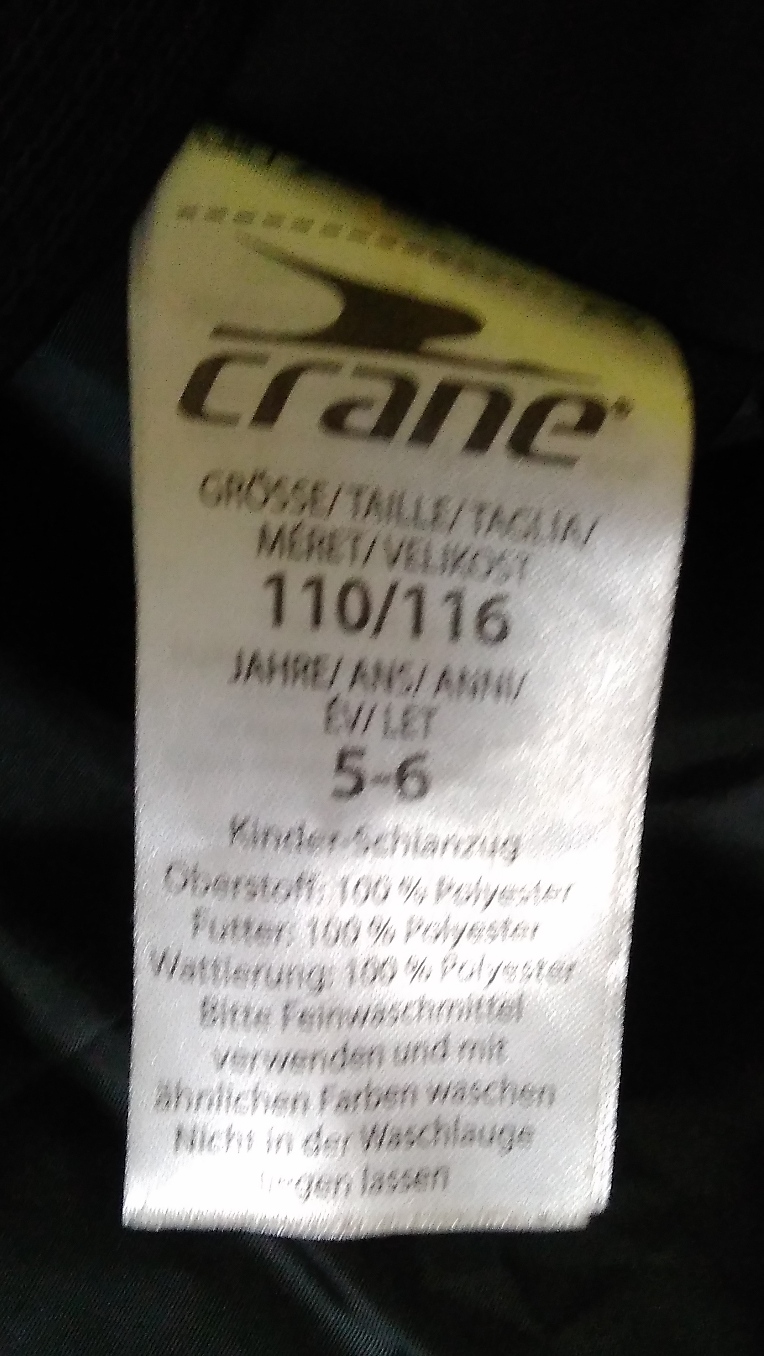 crane®
GRÖSSE/ TAILLE/ TAGLIA/
MÉRET/ VELIKOST
110/116
JAHRE/ ANS/ ANNI/
ÉV/ LET
5-6
Kinder-Schianzug
Oberstoff: 100 % Polyester
Futter: 100 % Polyester
Wattierung: 100 % Polyester
Bitte Feinwaschmittel
verwenden und mit
ähnlichen Farben waschen
Nicht in der Waschlauge
liegen lassen